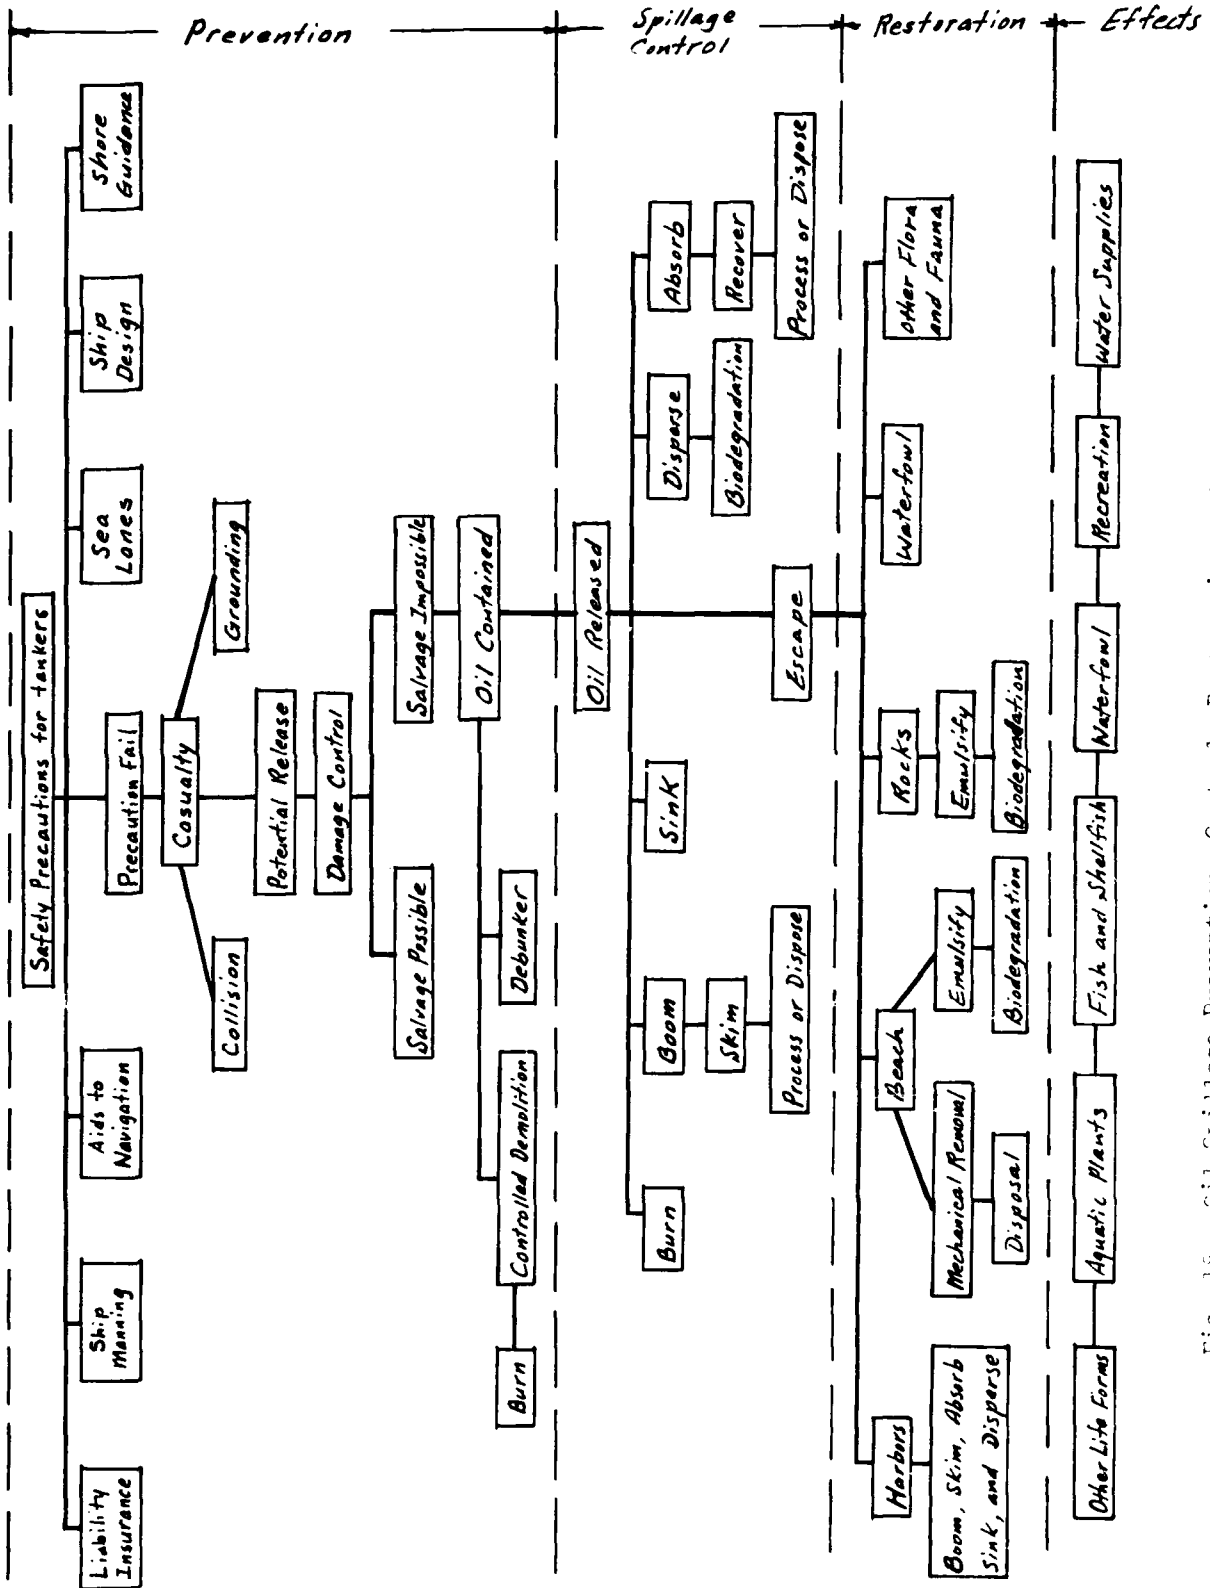 Prevention
Spillage
Control
Restoration
Effects
Safety Precautions for tankers
Liability
Insurance
Ship
Manning
Aids to
Navigation
Precaution Fail
Sea
Lanes
Ship
Design
Shore
Guidance
Casualty
Collision
Grounding
Potential Release
Damage Control
Salvage Possible
Salvage Impossible
Oil Contained
Burn
Controlled Demolition
Debunker
Oil Released
Burn
Boom
Sink
Disperse
Absorb
Skim
Biodegradation
Recover
Process or Dispose
Escape
Process or Dispose
Harbors
Beach
Rocks
Waterfowl
Other Flora
and Fauna
Boom, Skim, Absorb
Sink, and Disperse
Mechanical Removal
Emulsify
Emulsify
Disposal
Biodegradation
Biodegradation
Other Life Forms
Aquatic Plants
Fish and Shellfish
Waterfowl
Recreation
Water Supplies